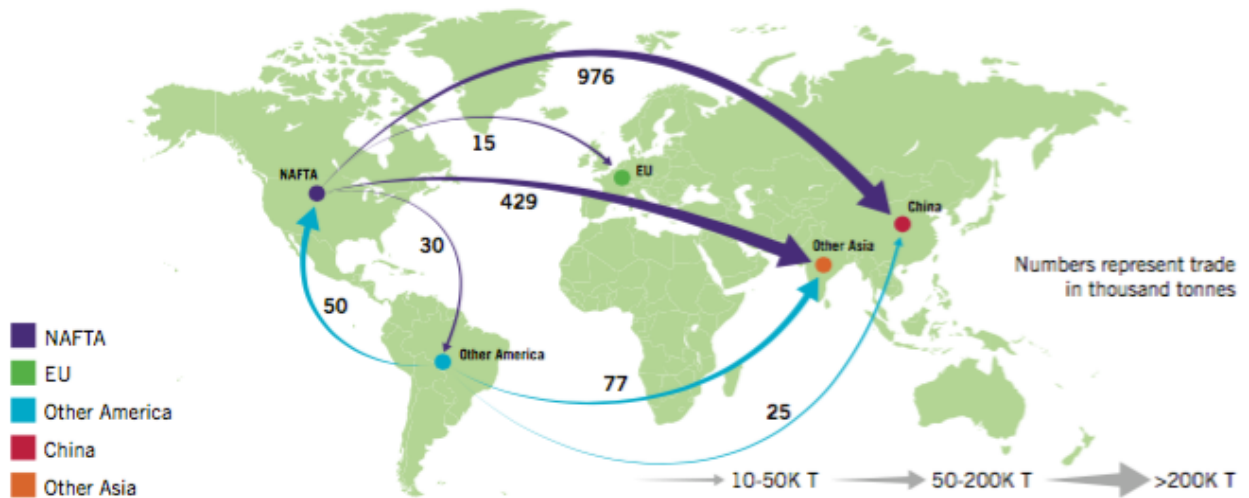 976
15
NAFTA
EU
429
China
30
Other Asia
Numbers represent trade
in thousand tonnes
50
NAFTA
Other America
EU
77
Other America
25
China
10-50K T
50-200K T
>200K T
Other Asia